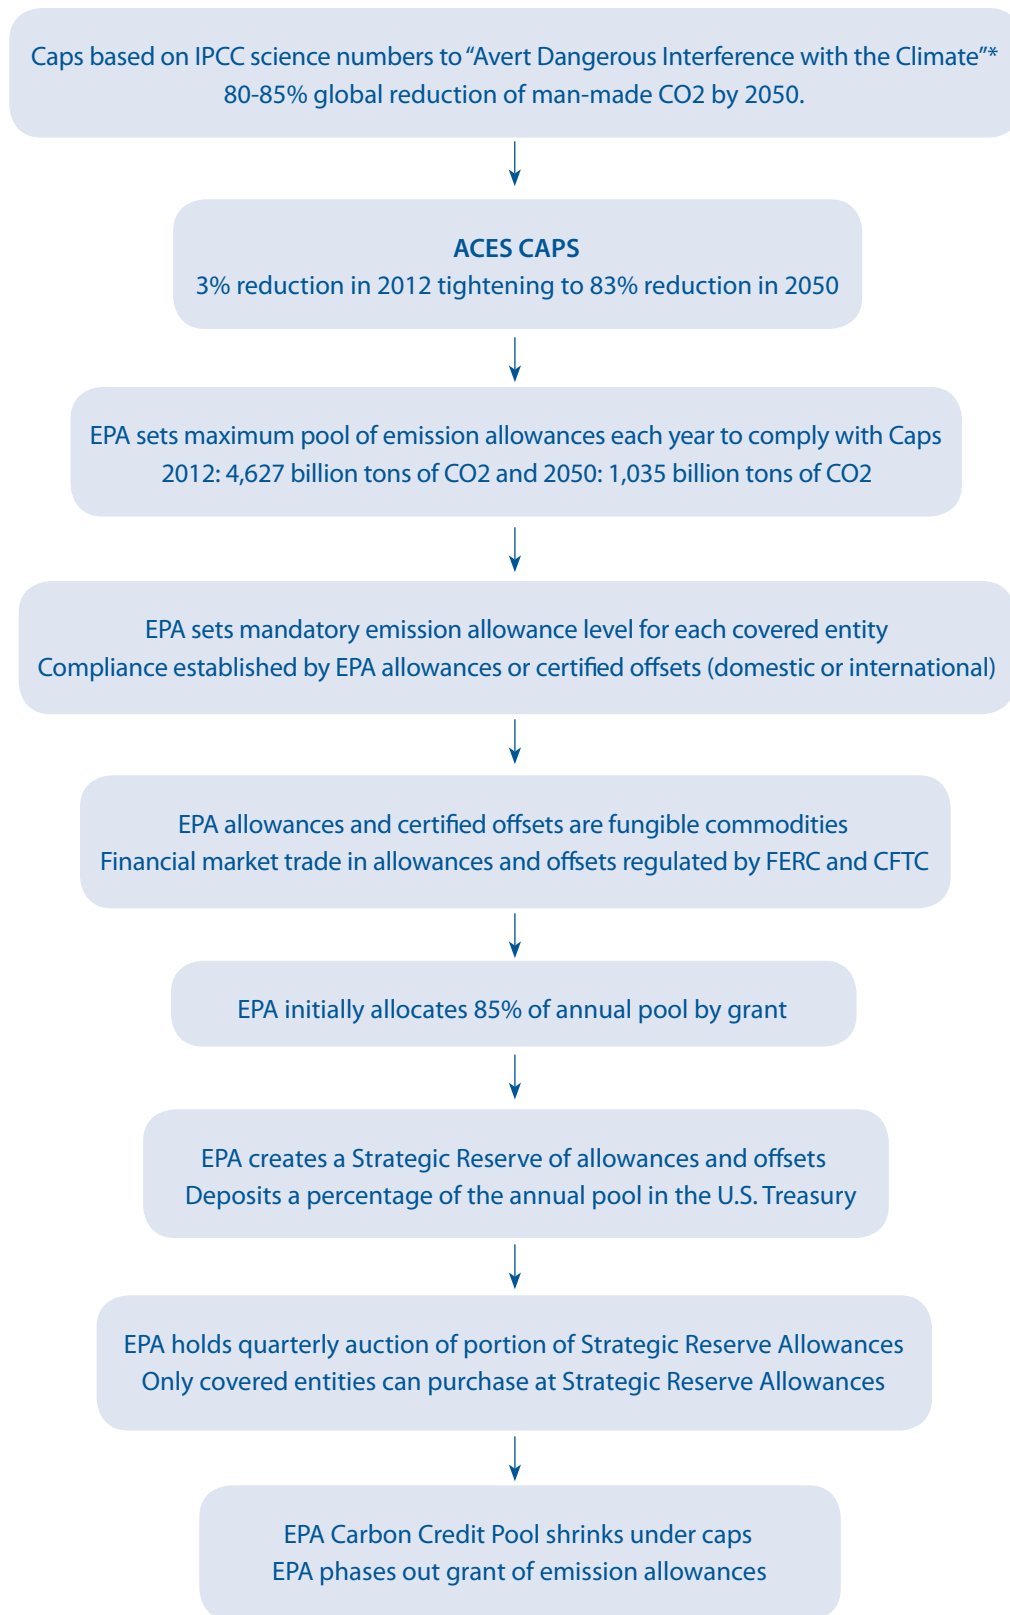 Caps based on IPCC science numbers to “Avert Dangerous Interference with the Climate”*
80-85% global reduction of man-made CO2 by 2050.
ACES CAPS
3% reduction in 2012 tightening to 83% reduction in 2050
EPA sets maximum pool of emission allowances each year to comply with Caps
2012: 4,627 billion tons of CO2 and 2050: 1,035 billion tons of CO2
EPA sets mandatory emission allowance level for each covered entity
Compliance established by EPA allowances or certified offsets (domestic or international)
EPA allowances and certified offsets are fungible commodities
Financial market trade in allowances and offsets regulated by FERC and CFTC
EPA initially allocates 85% of annual pool by grant
EPA creates a Strategic Reserve of allowances and offsets
Deposits a percentage of the annual pool in the U.S. Treasury
EPA holds quarterly auction of portion of Strategic Reserve Allowances
Only covered entities can purchase at Strategic Reserve Allowances
EPA Carbon Credit Pool shrinks under caps
EPA phases out grant of emission allowances